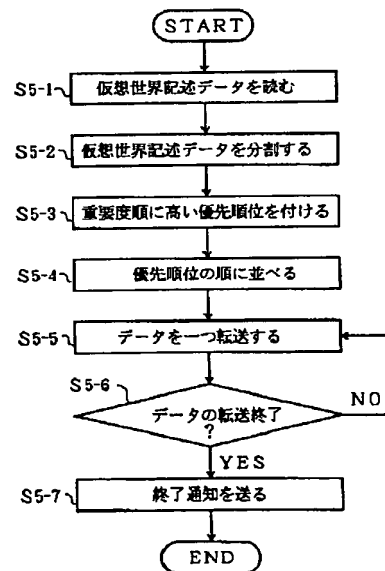 START
S5-1 仮想世界記述データを読む
S5-2 仮想世界記述データを分割する
S5-3 重要度順に高い優先順位を付ける
S5-4 優先順位の順に並べる
S5-5 データを一つ転送する
S5-6
データの転送終了
?
NO
YES
S5-7 終了通知を送る
END